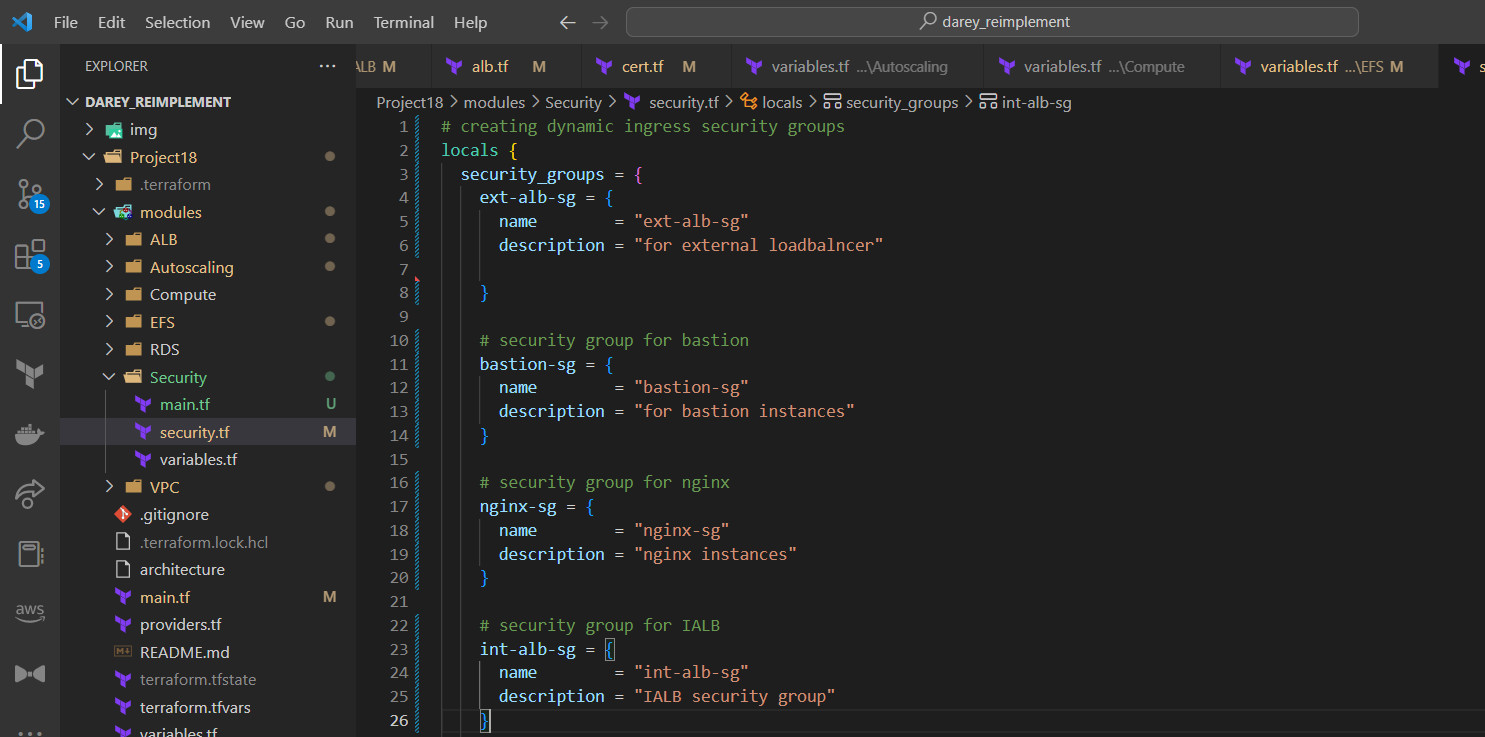 File Edit Selection View Go Run Terminal Help darey_reimplement
EXPLORER ALB M alb.tf M cert.tf M variables.tf ...\Autoscaling variables.tf ...\Compute variables.tf ...\EFS M s
DAREY_REIMPLEMENT
img
Project18
.terraform
modules
ALB
Autoscaling
Compute
EFS
RDS
Security
main.tf U
security.tf M
variables.tf
VPC
.gitignore
.terraform.lock.hcl
architecture
main.tf M
providers.tf
README.md
terraform.tfstate
terraform.tfvars
variables.tf
15
5
aws
Project18 > modules > Security > security.tf > locals > security_groups > int-alb-sg
1 # creating dynamic ingress security groups
2 locals {
3 security_groups = {
4 ext-alb-sg = {
5 name = "ext-alb-sg"
6 description = "for external loadbalncer"
7
8 }
9
10 # security group for bastion
11 bastion-sg = {
12 name = "bastion-sg"
13 description = "for bastion instances"
14 }
15
16 # security group for nginx
17 nginx-sg = {
18 name = "nginx-sg"
19 description = "nginx instances"
20 }
21
22 # security group for IALB
23 int-alb-sg = {
24 name = "int-alb-sg"
25 description = "IALB security group"
26 }